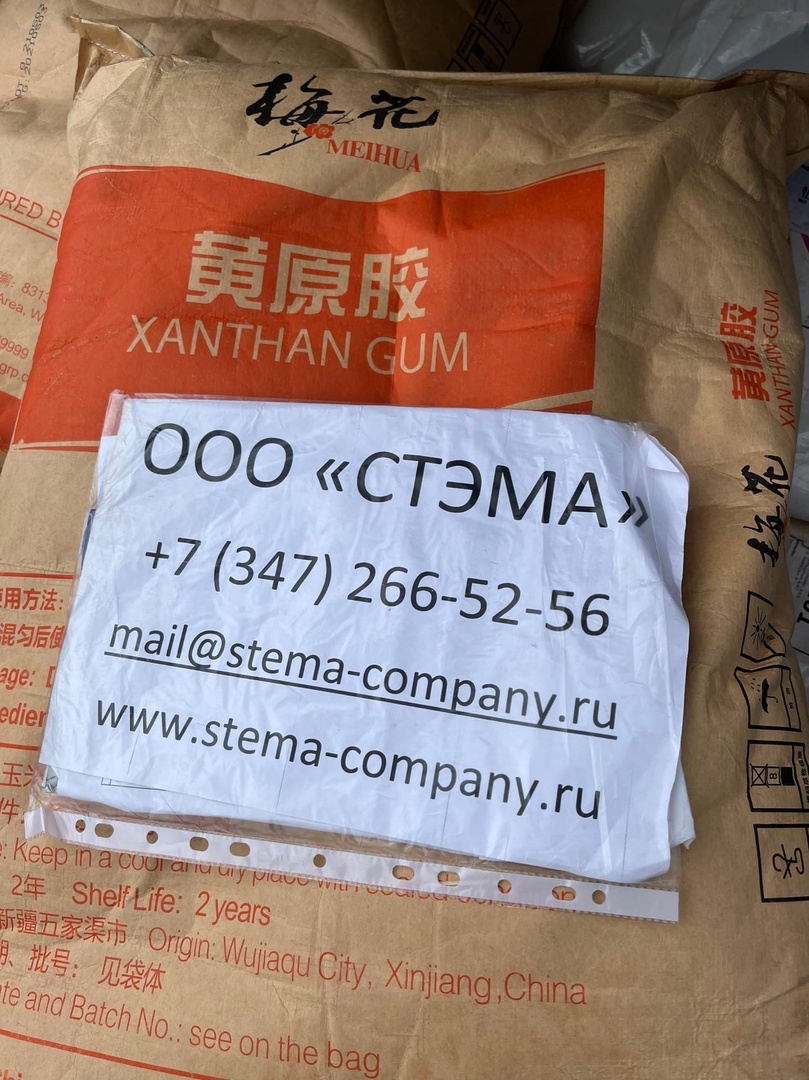 梅花
MEIHUA
黄原胶
XANTHAN GUM
黄原胶
XANTHAN GUM
梅花
ООО «СТЭМА»
+7 (347) 266-52-56
mail@stema-company.ru
www.stema-company.ru
Keep in a cool and dry place with sealed
2年 Shelf Life: 2 years
新疆五家渠市 Origin: Wujiaqu City, Xinjiang,China
批号: 见袋体
and Batch No.: see on the bag